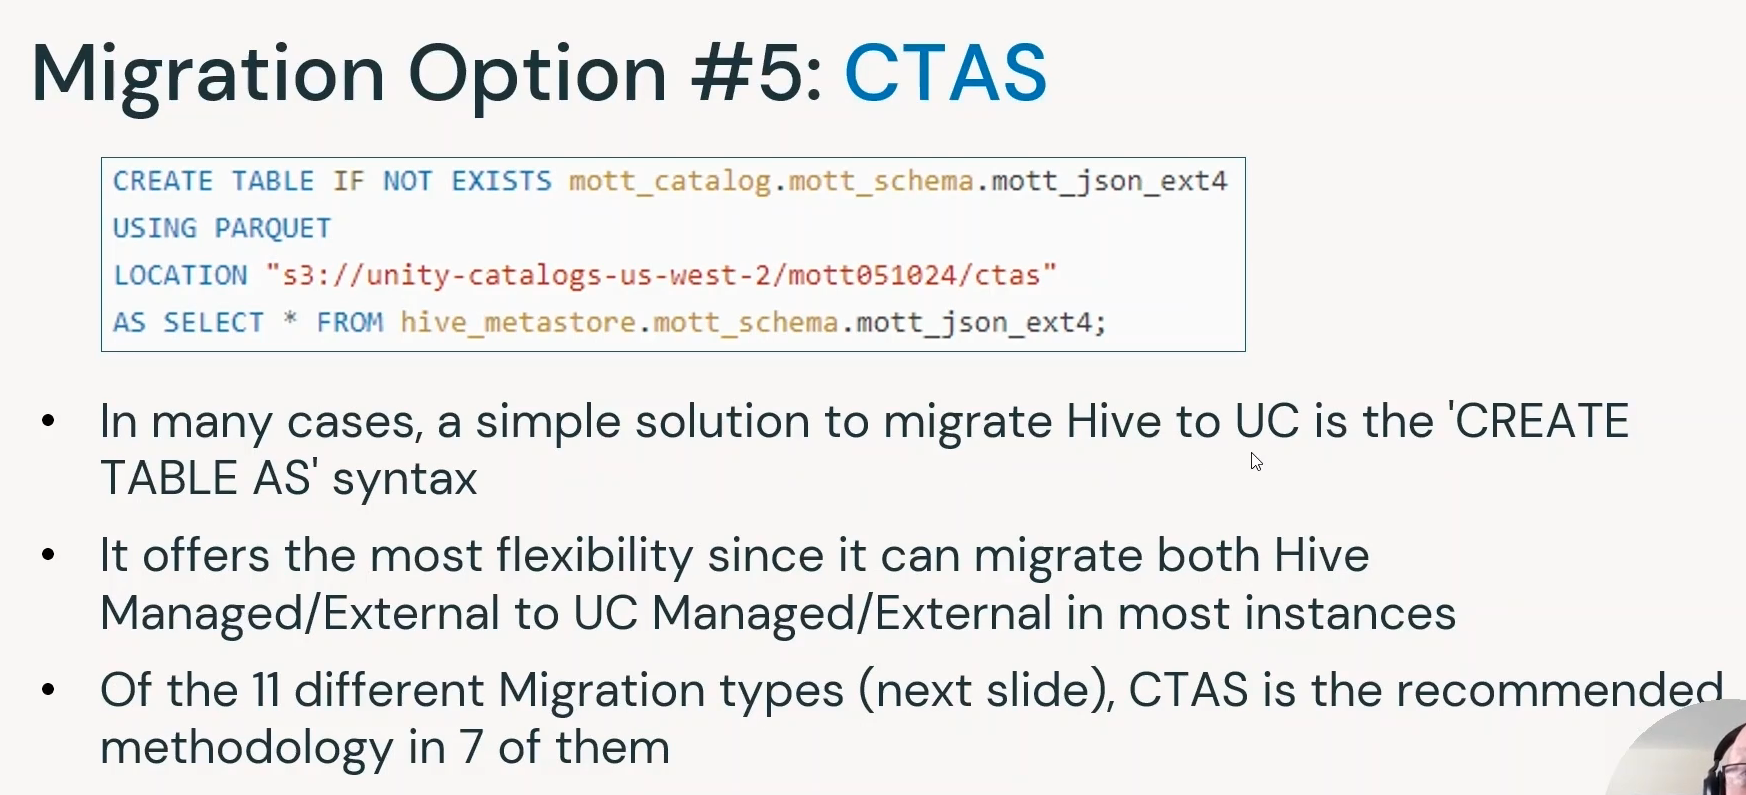 Migration Option #5: CTAS
CREATE TABLE IF NOT EXISTS mott_catalog.mott_schema.mott_json_ext4
USING PARQUET
LOCATION "s3://unity-catalogs-us-west-2/mott051024/ctas"
AS SELECT * FROM hive_metastore.mott_schema.mott_json_ext4;
• In many cases, a simple solution to migrate Hive to UC is the 'CREATE
TABLE AS' syntax
• It offers the most flexibility since it can migrate both Hive
Managed/External to UC Managed/External in most instances
• Of the 11 different Migration types (next slide), CTAS is the recommended
methodology in 7 of them